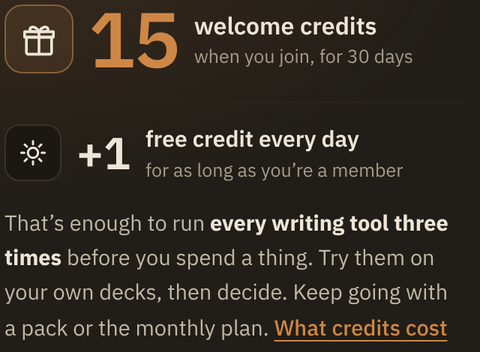 15
welcome credits
when you join, for 30 days
+1
free credit every day
for as long as you’re a member
That’s enough to run every writing tool three
times before you spend a thing. Try them on
your own decks, then decide. Keep going with
a pack or the monthly plan. What credits cost